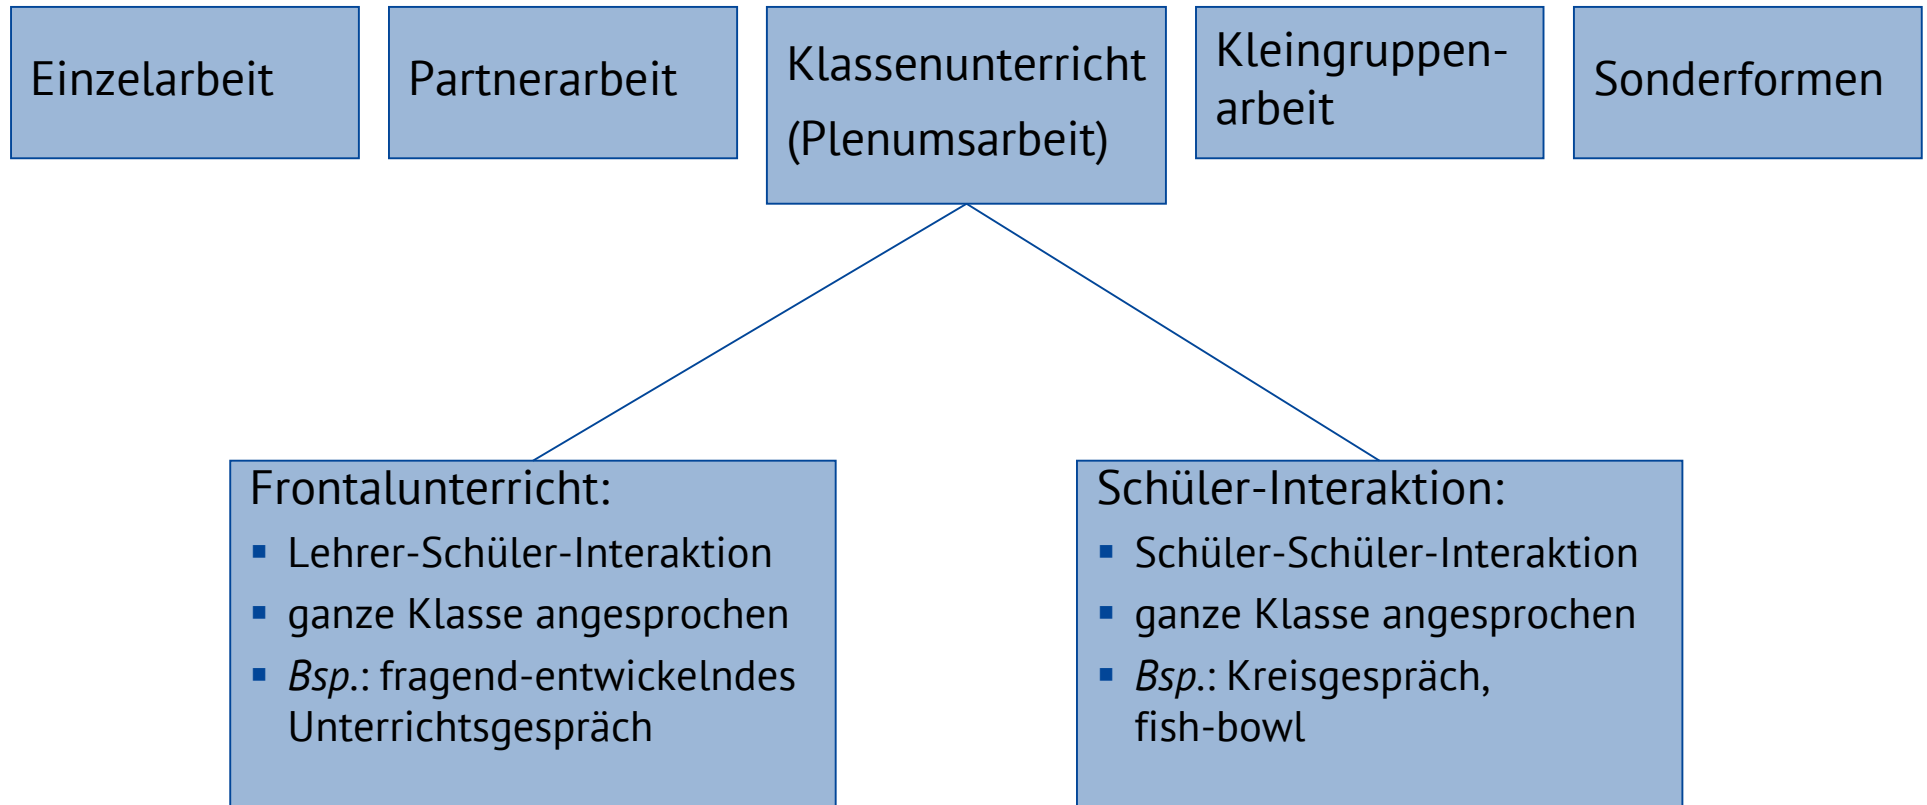 Einzelarbeit
Partnerarbeit
Klassenunterricht
(Plenumsarbeit)
Kleingruppen-
arbeit
Sonderformen
Frontalunterricht:
▪ Lehrer-Schüler-Interaktion
▪ ganze Klasse angesprochen
▪ Bsp.: fragend-entwickelndes
Unterrichtsgespräch
Schüler-Interaktion:
▪ Schüler-Schüler-Interaktion
▪ ganze Klasse angesprochen
▪ Bsp.: Kreisgespräch,
fish-bowl